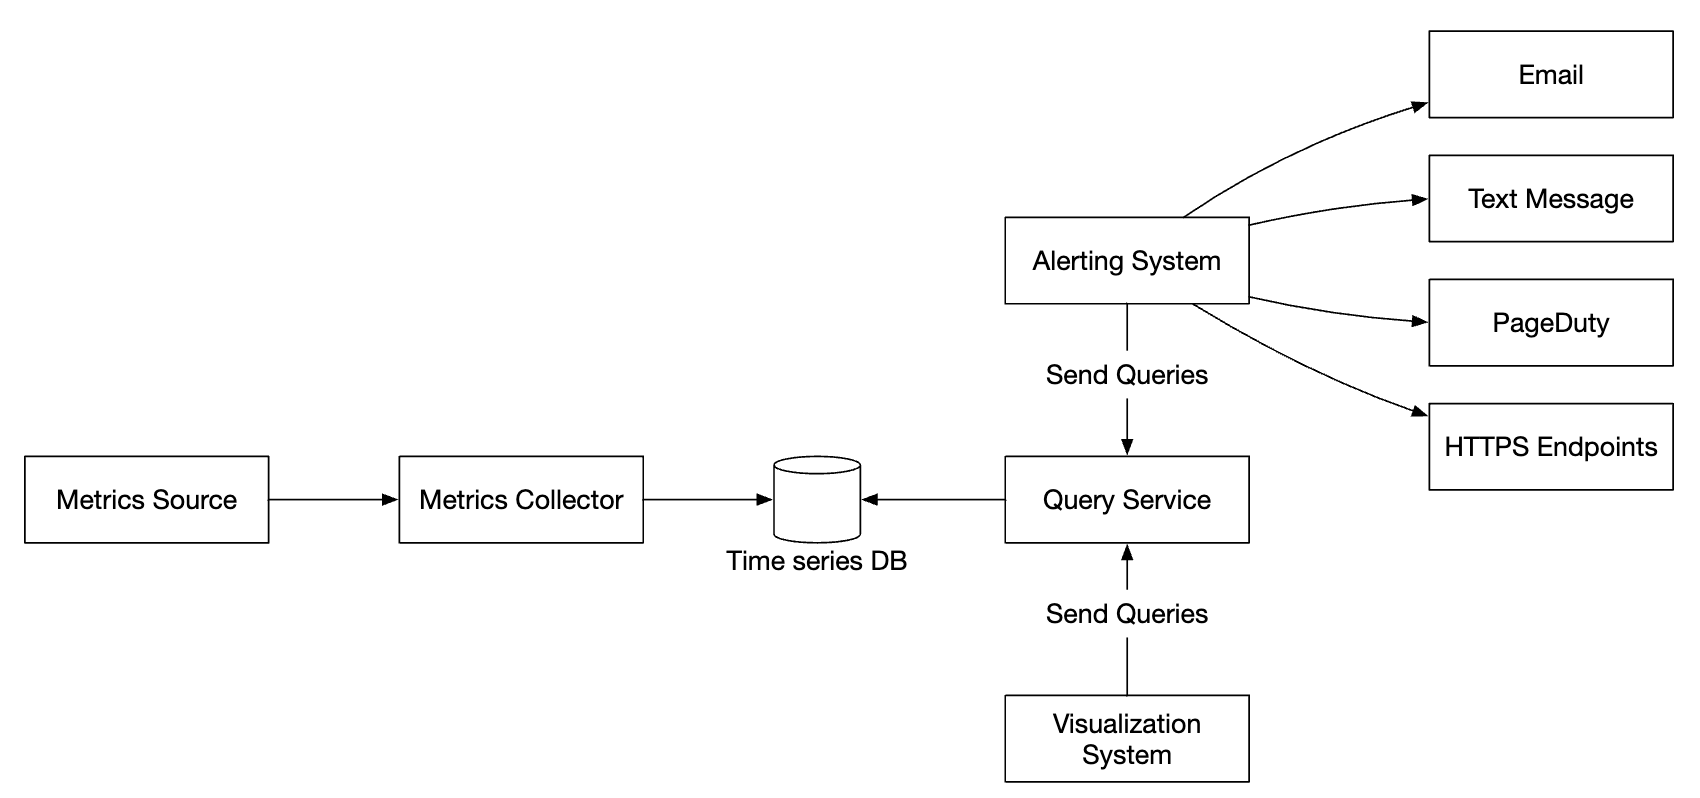 Email
Text Message
Alerting System
PageDuty
Send Queries
HTTPS Endpoints
Metrics Source
Metrics Collector
Query Service
Time series DB
Send Queries
Visualization
System